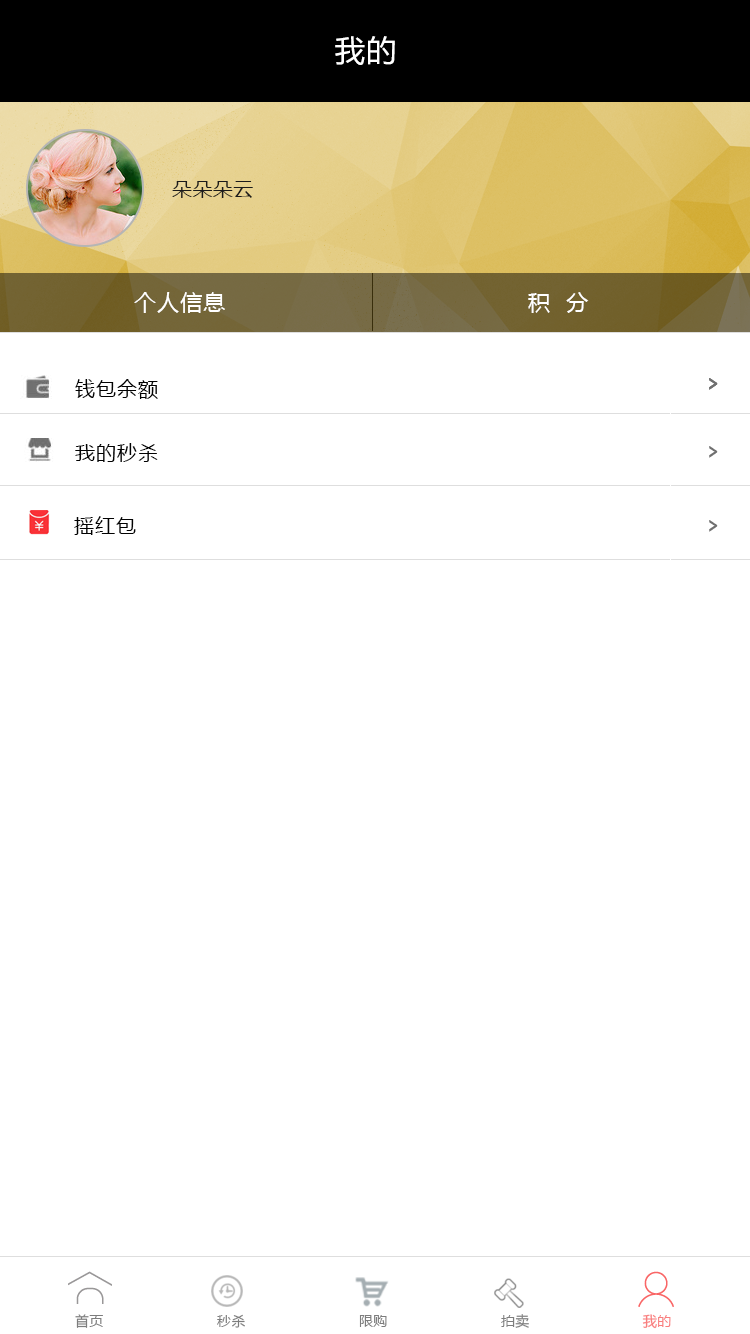 我的
朵朵朵云
个人信息 积 分
钱包余额 >
我的秒杀 >
摇红包 >
首页 秒杀 限购 拍卖 我的